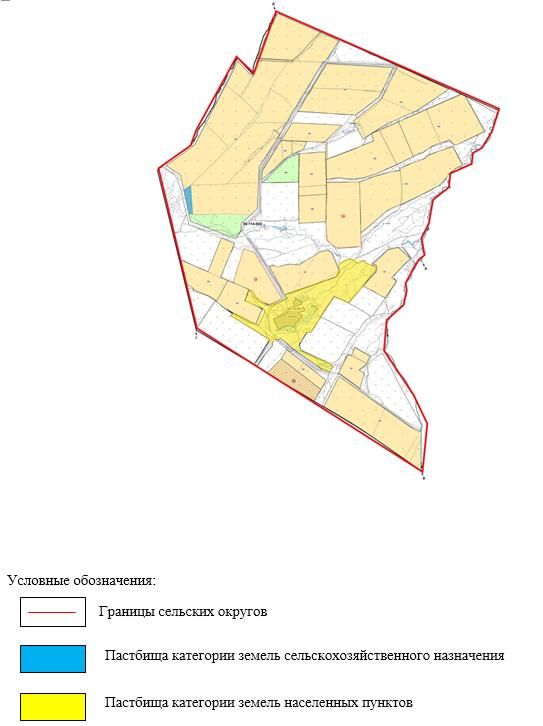 Условные обозначения:
Границы сельских округов
Пастбища категории земель сельскохозяйственного назначения
Пастбища категории земель населенных пунктов